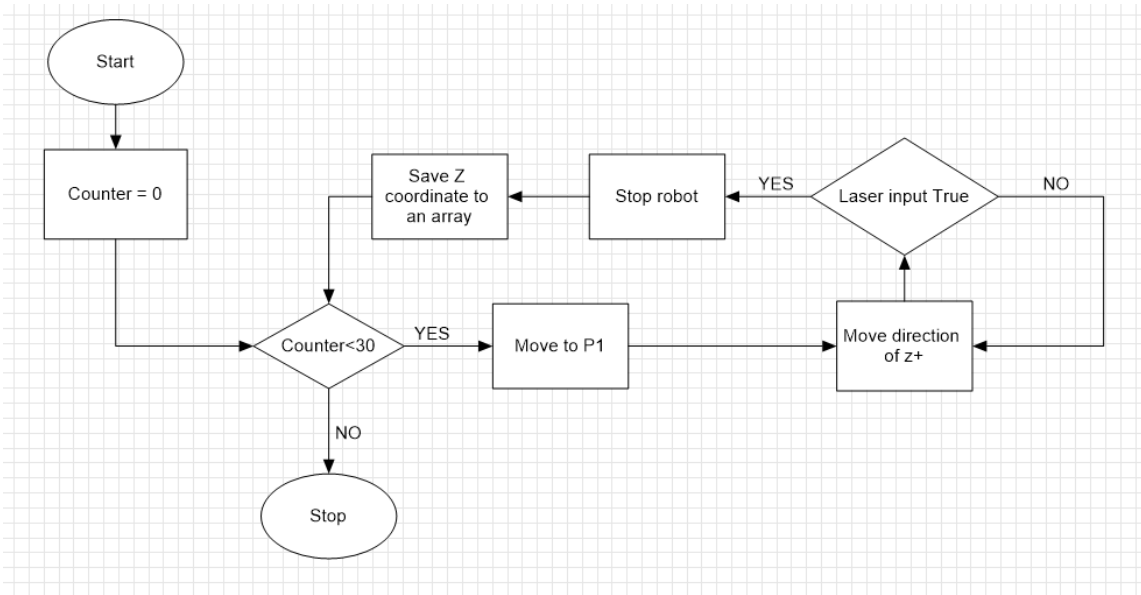 Start
Counter = 0
Save Z
coordinate to
an array
Stop robot
YES
Laser input True
NO
Counter<30
YES
Move to P1
Move direction
of z+
NO
Stop